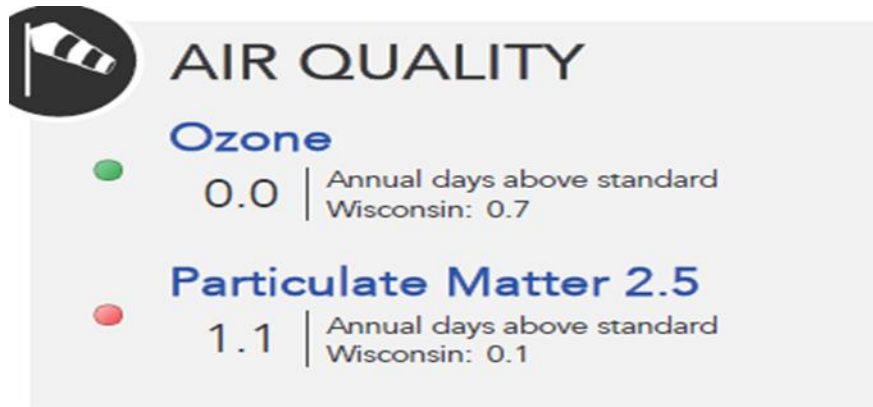 AIR QUALITY
Ozone
0.0 Annual days above standard
Wisconsin: 0.7
Particulate Matter 2.5
1.1 Annual days above standard
Wisconsin: 0.1